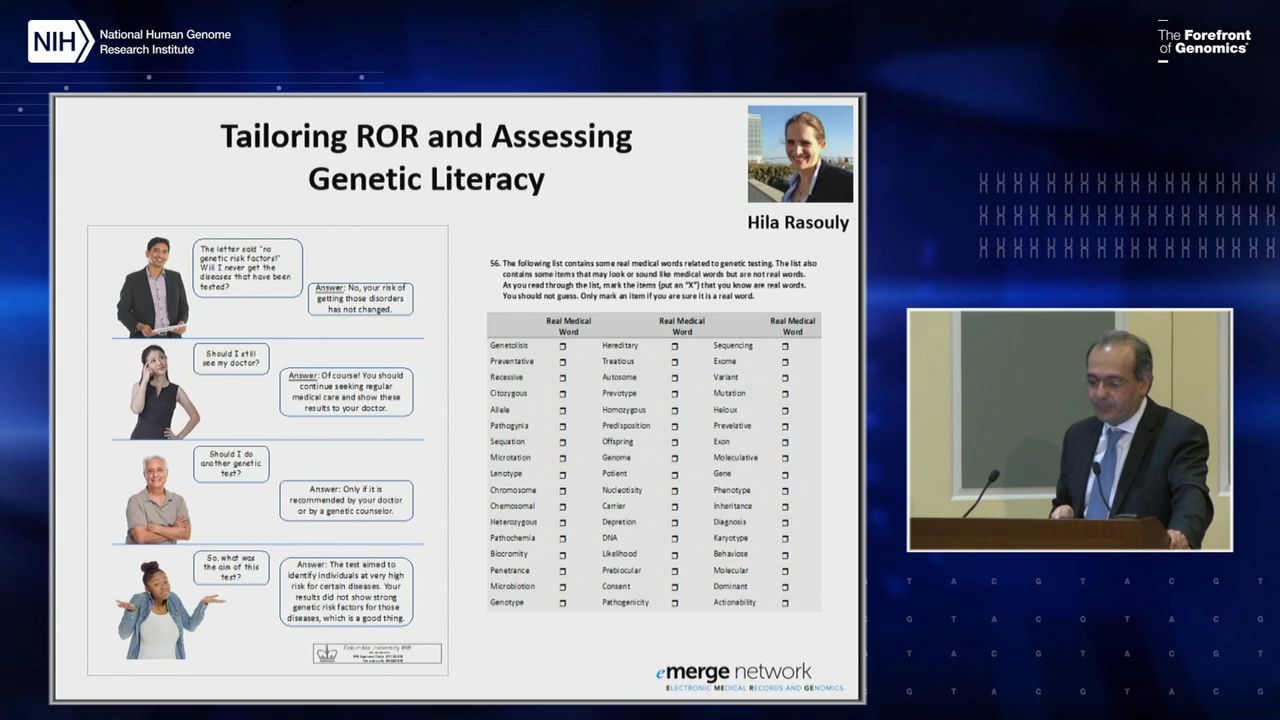 NIH
National Human Genome
Research Institute
The Forefront
of Genomics®
Tailoring ROR and Assessing
Genetic Literacy
Hila Rasouly
The letter said "no
genetic risk factors!"
Will I never get the
diseases that have been
tested?
Answer: No, your risk of
getting those disorders
has not changed.
Should I still
see my doctor?
Answer: Of course! You should
continue seeking regular
medical care and show these
results to your doctor.
Should I do
another genetic
test?
Answer: Only if it is
recommended by your doctor
or by a genetic counselor.
So, what was
the aim of this
test?
Answer: The test aimed to
identify individuals at very high
risk for certain diseases. Your
results did not show strong
genetic risk factors for those
diseases, which is a good thing.
Columbia University IRB
56. The following list contains some real medical words related to genetic testing. The list also
contains some items that may look or sound like medical words but are not real words.
As you read through the list, mark the items (put an "X") that you know are real words.
You should not guess. Only mark an item if you are sure it is a real word.
Real Medical Word Real Medical Word Real Medical Word
Genetolisis Hereditary Sequencing
Preventative Treatious Exome
Recessive Autosome Variant
Citozygous Prevotype Mutation
Allele Homozygous Heloux
Pathogynia Predisposition Prevelative
Sequation Offspring Exon
Microtation Genome Moleculative
Lenotype Potient Gene
Chromosome Nucleotisity Phenotype
Chemosomal Carrier Inheritance
Heterozygous Depretion Diagnosis
Pathochemia DNA Karyotype
Biocromity Likelihood Behaviose
Penetrance Prebiocular Molecular
Microbiotion Consent Dominant
Genotype Pathogenicity Actionability
emerge network
ELECTRONIC MEDICAL RECORDS AND GENOMICS
T A C G T A C G T
A C G T A C G T
T A C G T A C G T
A C G T A C G T